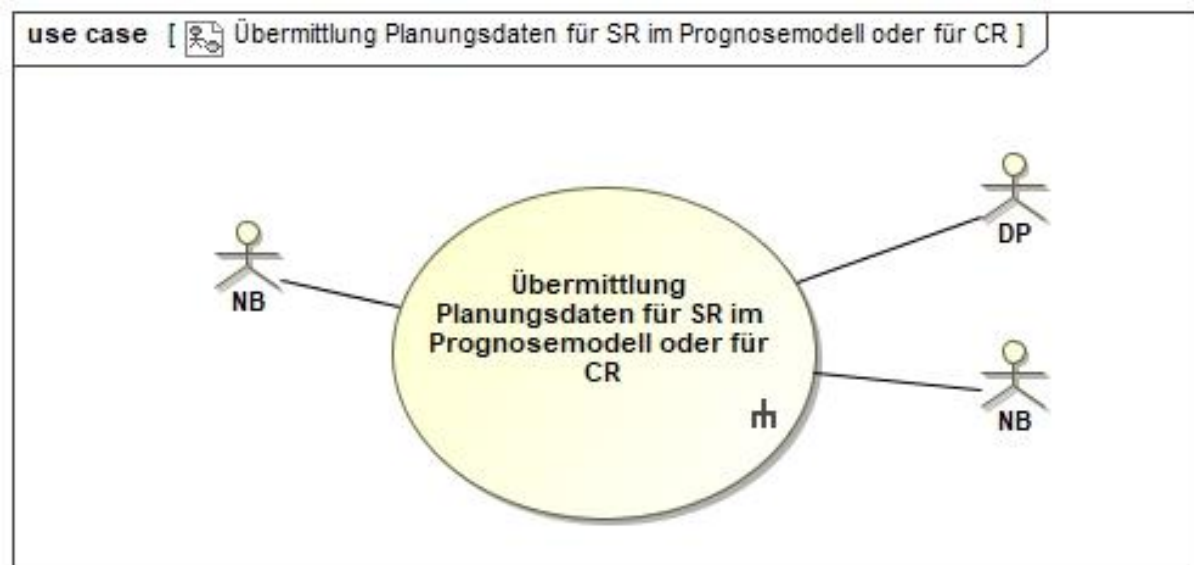 use case [ Übermittlung Planungsdaten für SR im Prognosemodell oder für CR ]
DP
NB
Übermittlung
Planungsdaten für SR im
Prognosemodell oder für
CR
NB